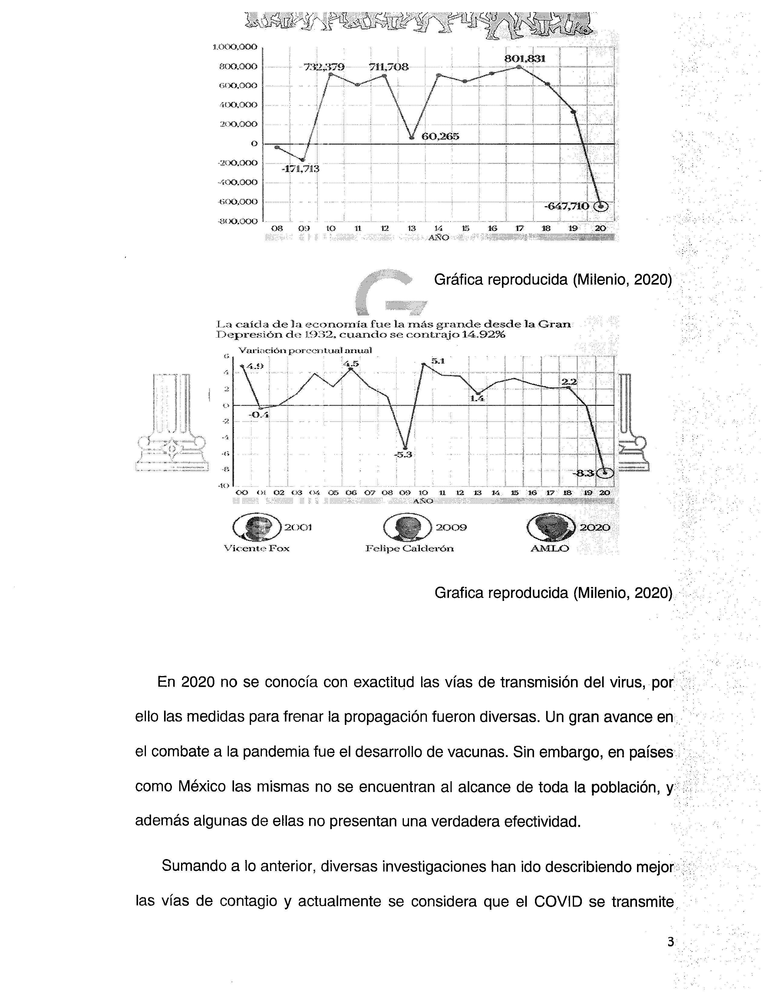 1.000,000
800,000
600,000
400,000
200,000
0
-200,000
-400,000
-600,000
-800,000
732,379
711,708
801,831
60,265
-171,713
-647,710
08 09 10 11 12 13 14 15 16 17 18 19 20
AÑO
Gráfica reproducida (Milenio, 2020)
La caída de la economía fue la más grande desde la Gran
Depresión de 1932, cuando se contrajo 14.92%
Variación porcentual anual
6
4
2
0
-2
-4
-6
-8
-10
4.9
4.5
5.1
2.2
1.4
-0.4
-5.3
-8.3
00 01 02 03 04 05 06 07 08 09 10 11 12 13 14 15 16 17 18 19 20
AÑO
2001 2009 2020
Vicente Fox Felipe Calderón AMLO
Grafica reproducida (Milenio, 2020)
En 2020 no se conocía con exactitud las vías de transmisión del virus, por
ello las medidas para frenar la propagación fueron diversas. Un gran avance en
el combate a la pandemia fue el desarrollo de vacunas. Sin embargo, en países
como México las mismas no se encuentran al alcance de toda la población, y
además algunas de ellas no presentan una verdadera efectividad.
Sumando a lo anterior, diversas investigaciones han ido describiendo mejor
las vías de contagio y actualmente se considera que el COVID se transmite
3